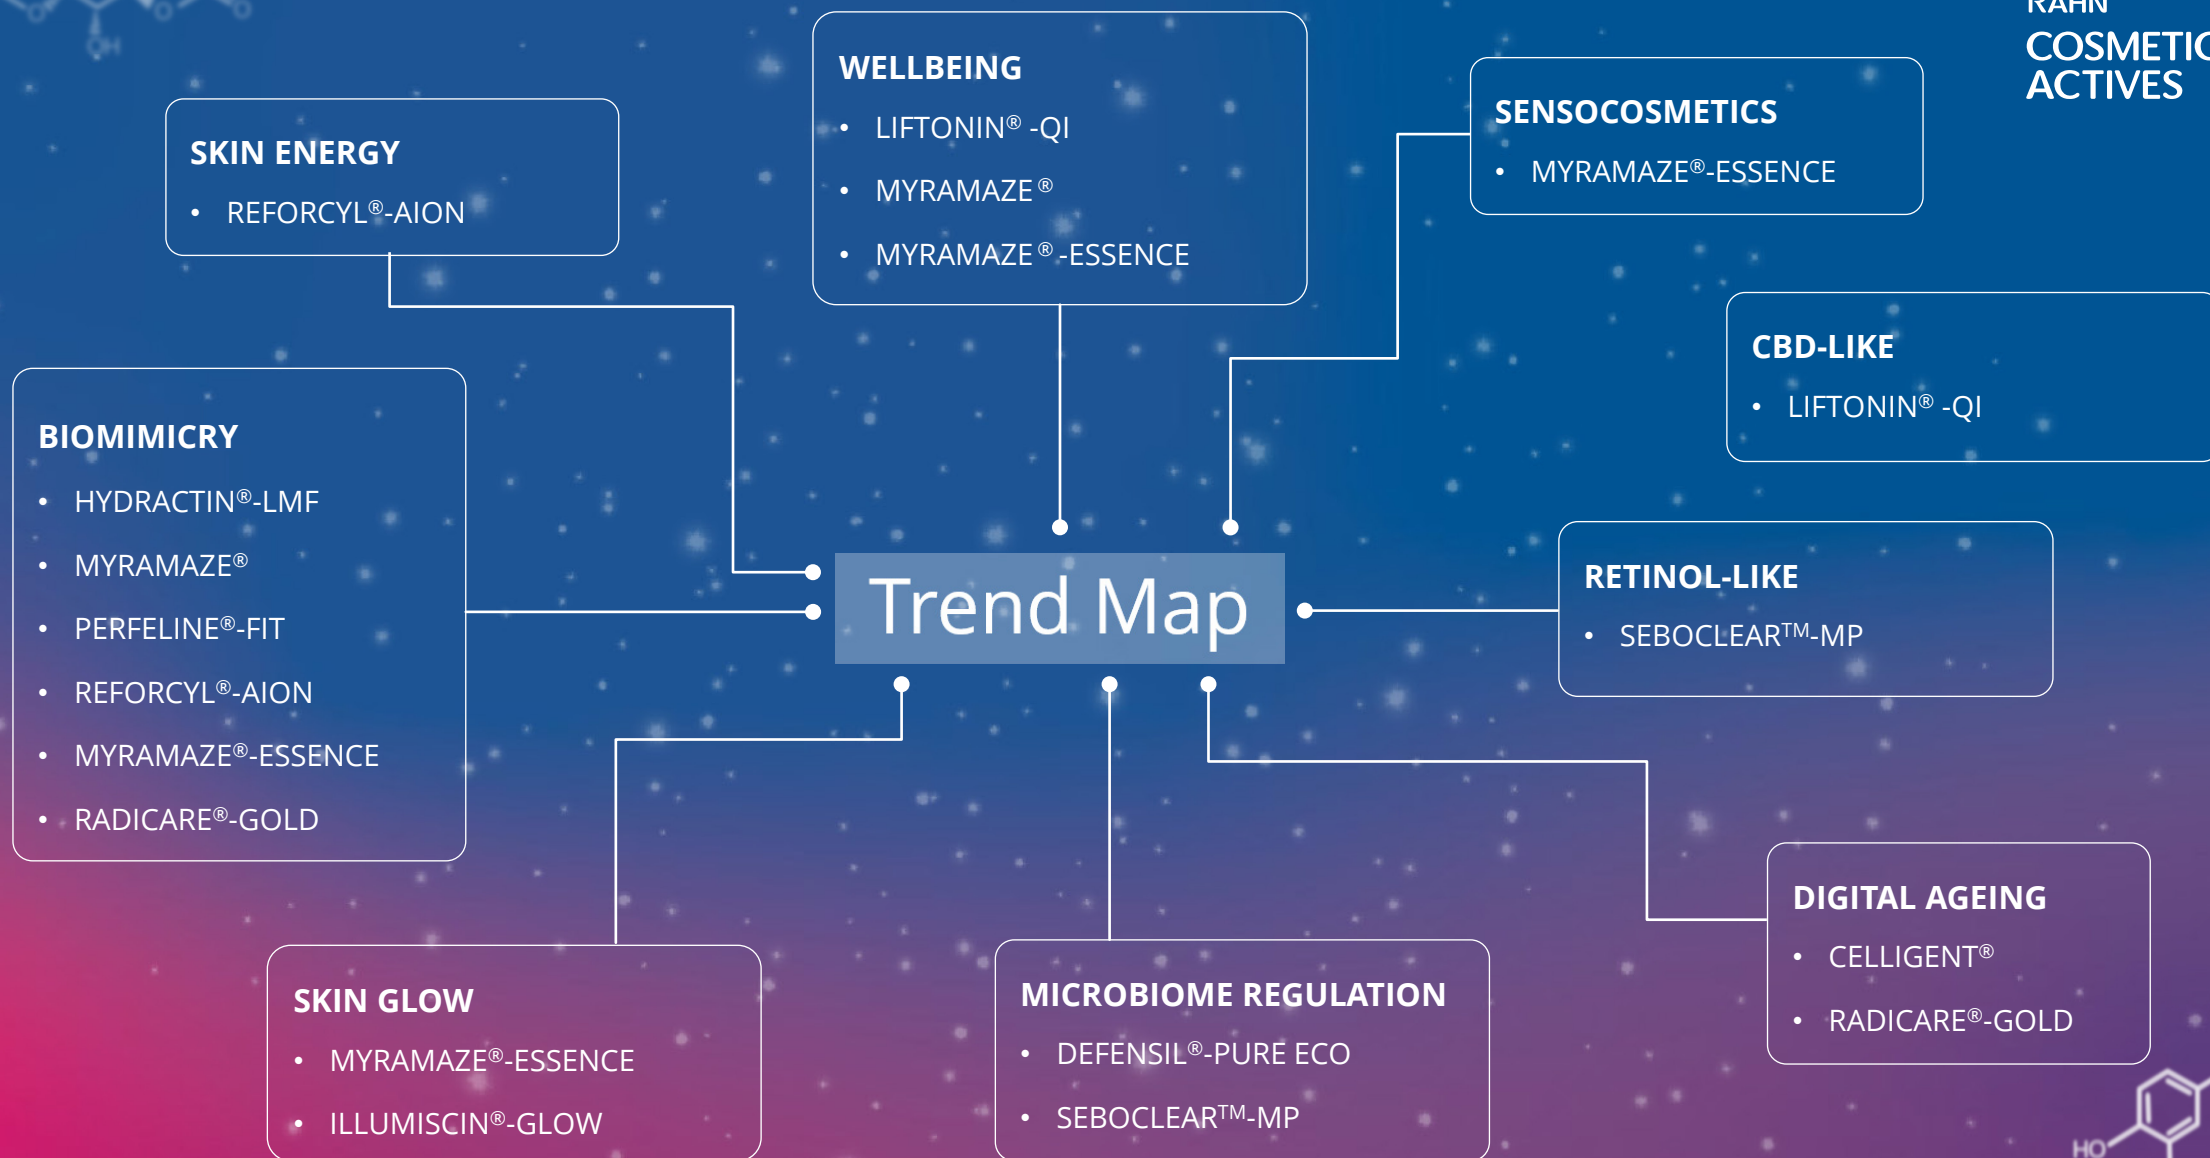 OH
RAHN
COSMETIC
ACTIVES
SKIN ENERGY
• REFORCYL®-AION
WELLBEING
• LIFTONIN® -QI
• MYRAMAZE ®
• MYRAMAZE ® -ESSENCE
SENSOCOSMETICS
• MYRAMAZE®-ESSENCE
CBD-LIKE
• LIFTONIN® -QI
BIOMIMICRY
• HYDRACTIN®-LMF
• MYRAMAZE®
• PERFELINE®-FIT
• REFORCYL®-AION
• MYRAMAZE®-ESSENCE
• RADICARE®-GOLD
Trend Map
RETINOL-LIKE
• SEBOCLEAR™-MP
SKIN GLOW
• MYRAMAZE®-ESSENCE
• ILLUMISCIN®-GLOW
MICROBIOME REGULATION
• DEFENSIL®-PURE ECO
• SEBOCLEAR™-MP
DIGITAL AGEING
• CELLIGENT®
• RADICARE®-GOLD
HO